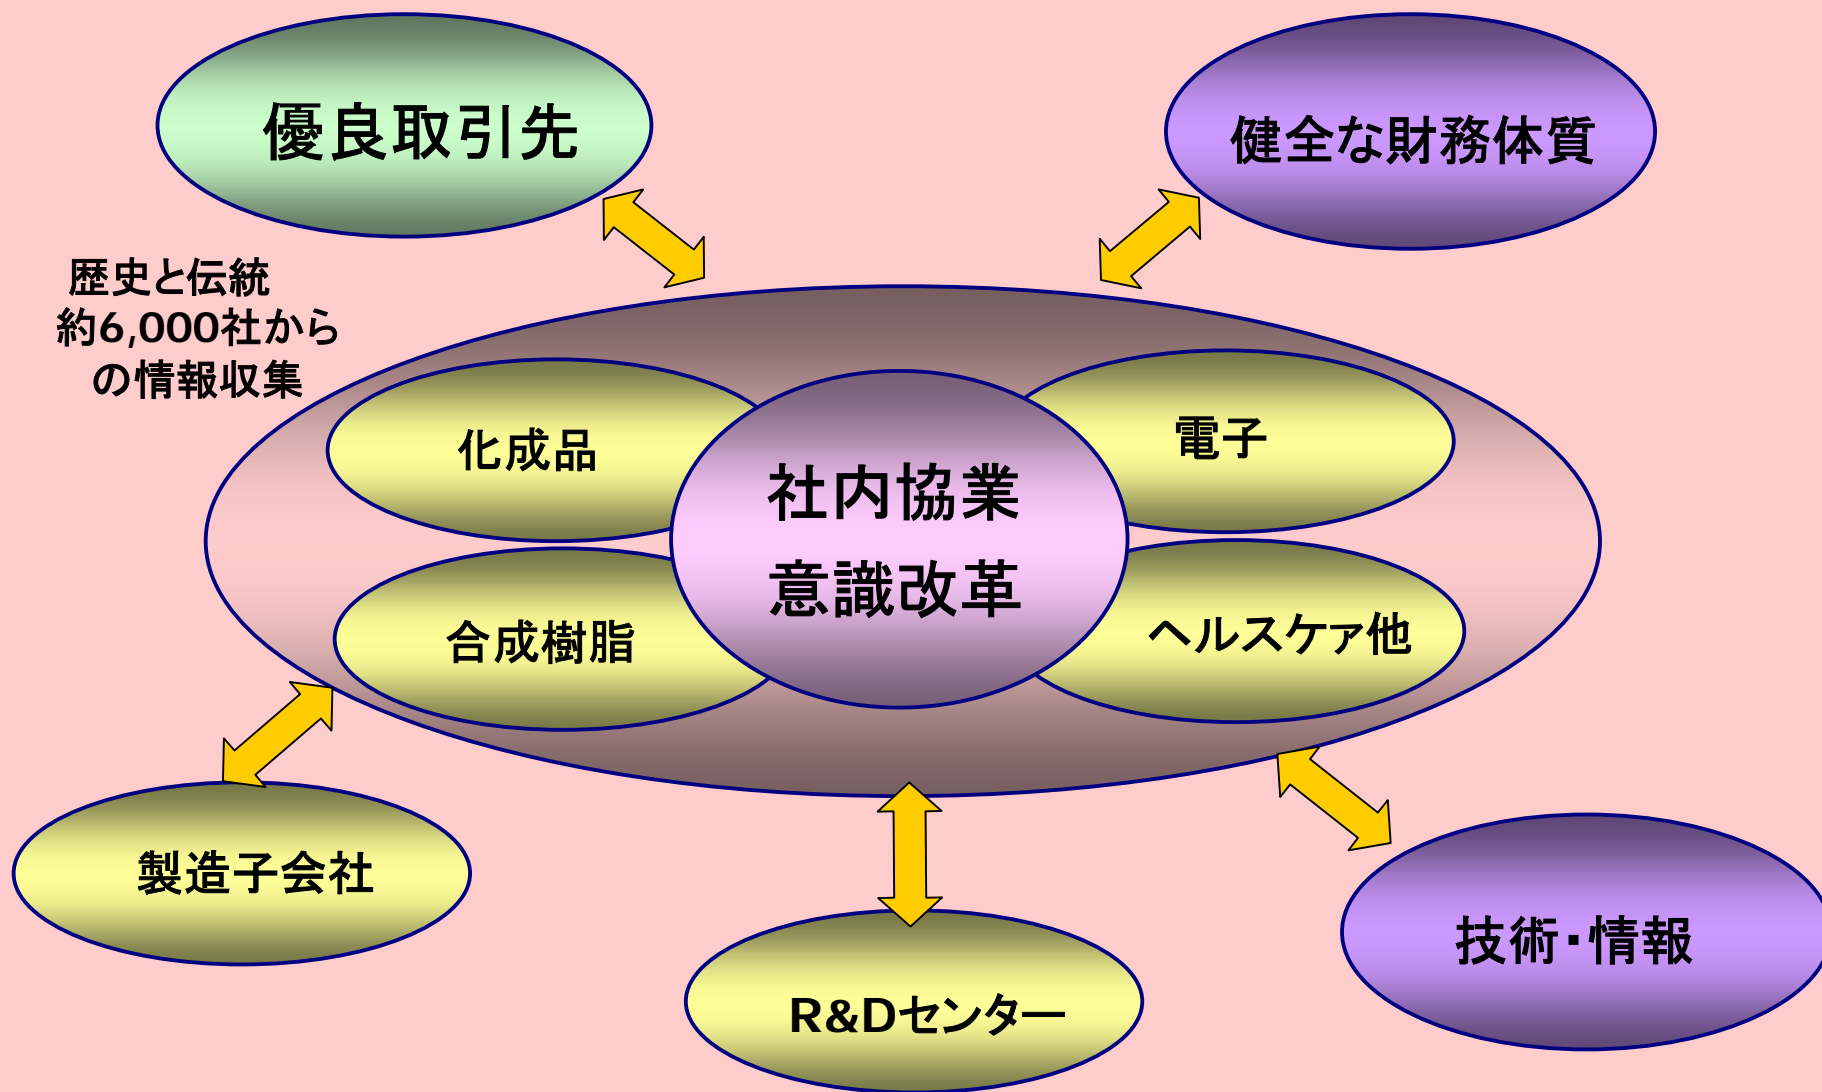 優良取引先
健全な財務体質
歴史と伝統
約6,000社から
の情報収集
化成品
電子
社内協業
意識改革
合成樹脂
ヘルスケァ他
製造子会社
技術・情報
R&Dセンター